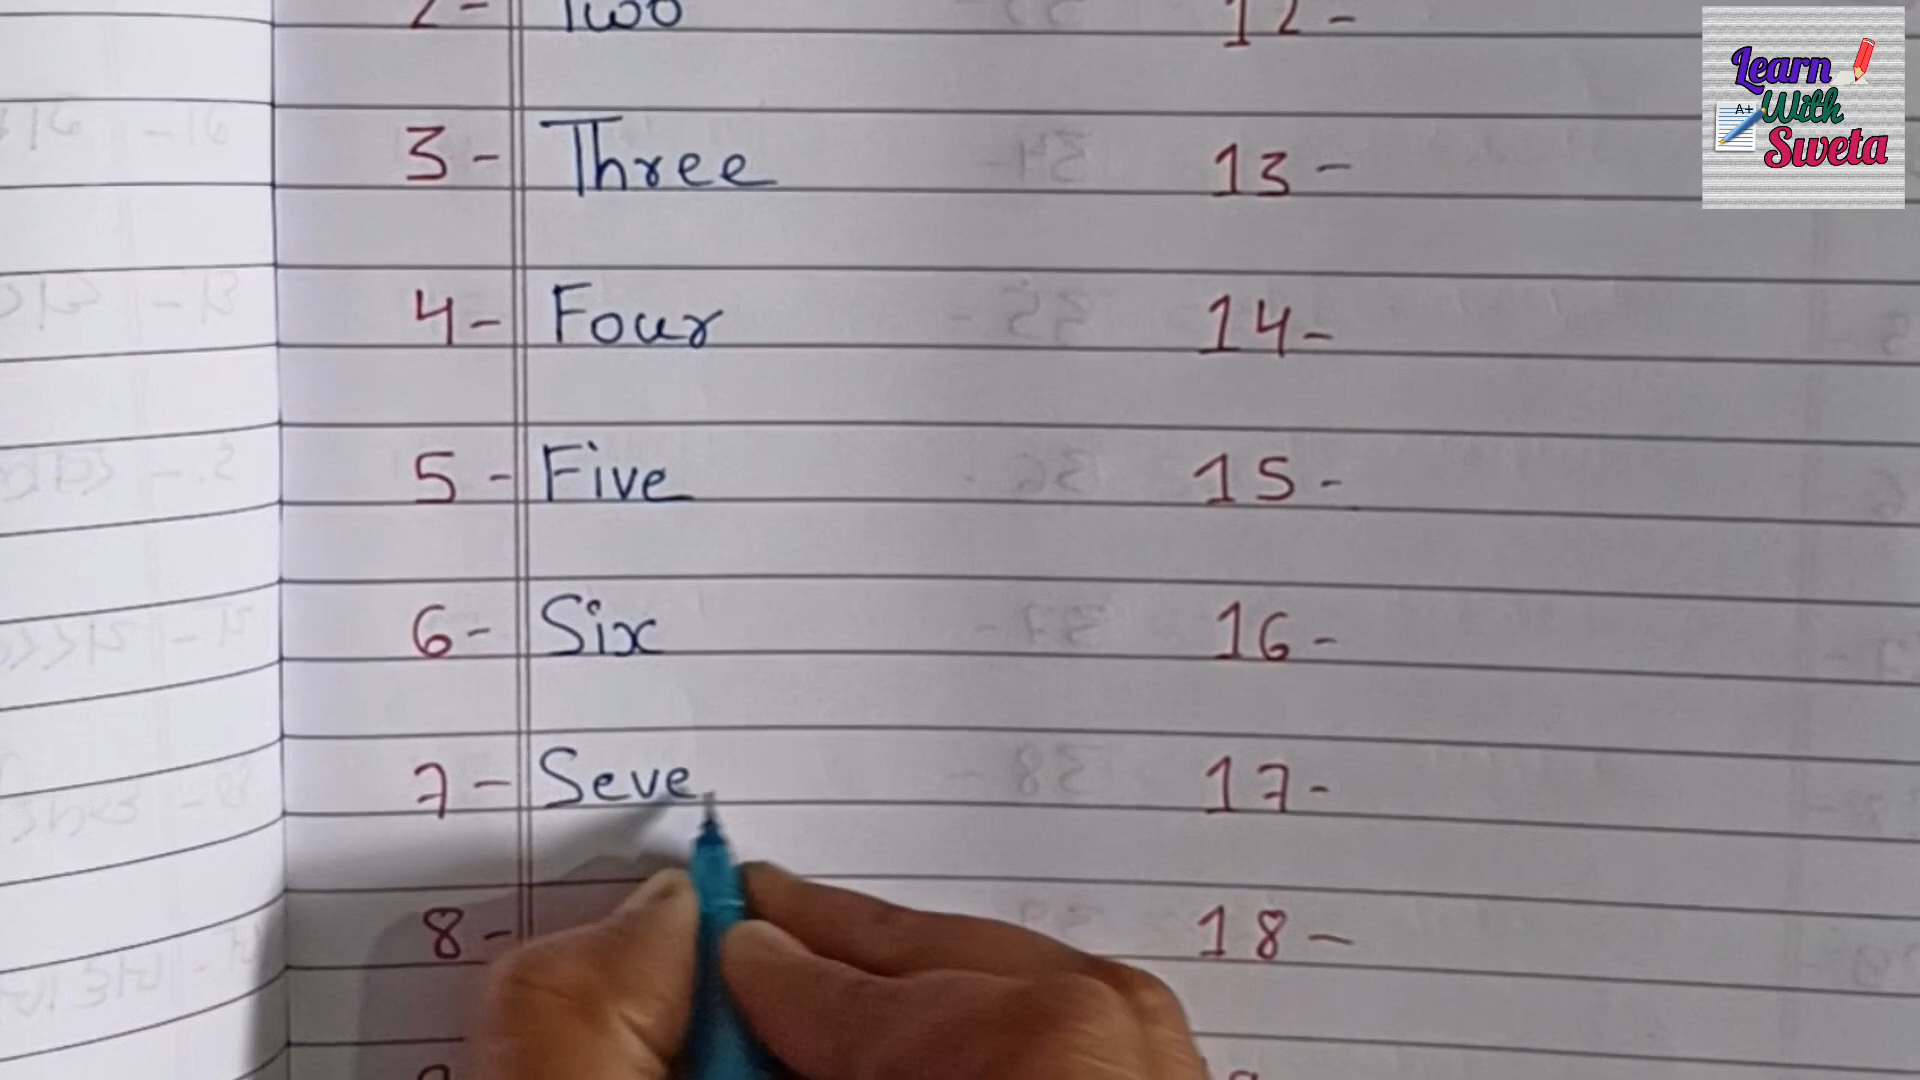 2- Two 12-
3- Three 13-
4- Four 14-
5- Five 15-
6- Six 16-
7- Seve 17-
8- 18-
Learn
With
Sweta
A+